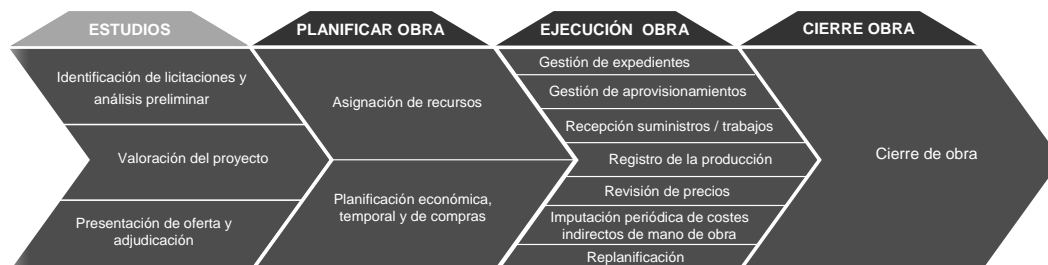 ESTUDIOS
PLANIFICAR OBRA
EJECUCIÓN OBRA
CIERRE OBRA
Identificación de licitaciones y
análisis preliminar
Valoración del proyecto
Presentación de oferta y
adjudicación
Asignación de recursos
Planificación económica,
temporal y de compras
Gestión de expedientes
Gestión de aprovisionamientos
Recepción suministros / trabajos
Registro de la producción
Revisión de precios
Imputación periódica de costes
indirectos de mano de obra
Replanificación
Cierre de obra